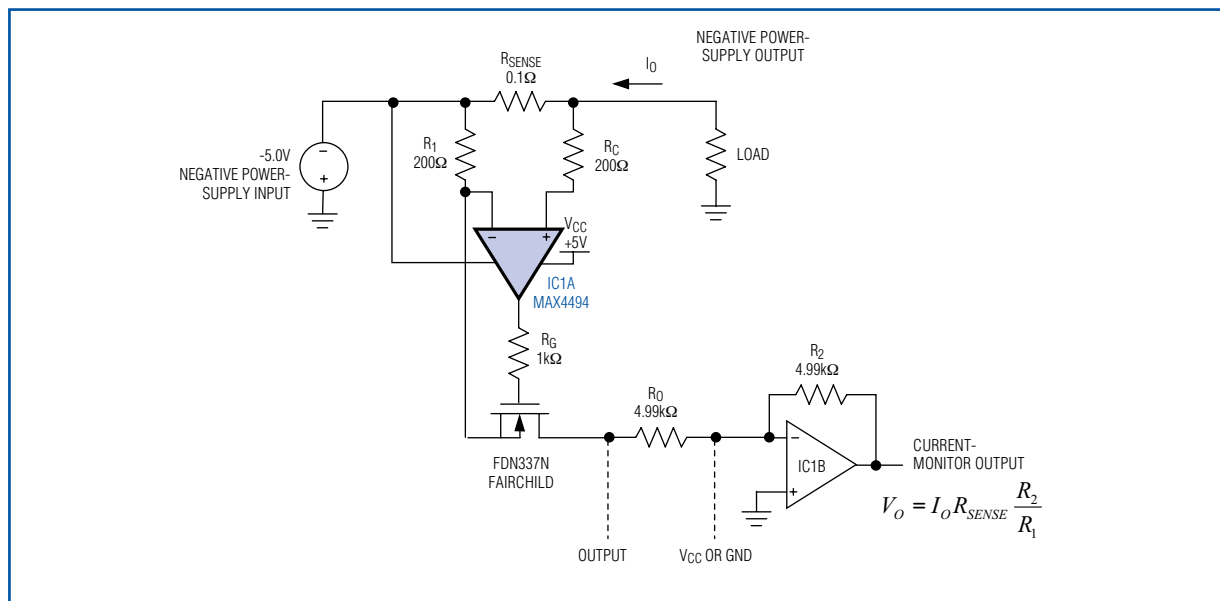 NEGATIVE POWER-
SUPPLY OUTPUT
RSENSE
0.1Ω
IO
R1
200Ω
RC
200Ω
LOAD
-5.0V
NEGATIVE POWER-
SUPPLY INPUT
-
+
-
+
VCC
+5V
IC1A
MAX4494
RG
1kΩ
RO
4.99kΩ
R2
4.99kΩ
-
+
IC1B
CURRENT-
MONITOR OUTPUT
VO = IO RSENSE R2/R1
FDN337N
FAIRCHILD
OUTPUT
VCC OR GND